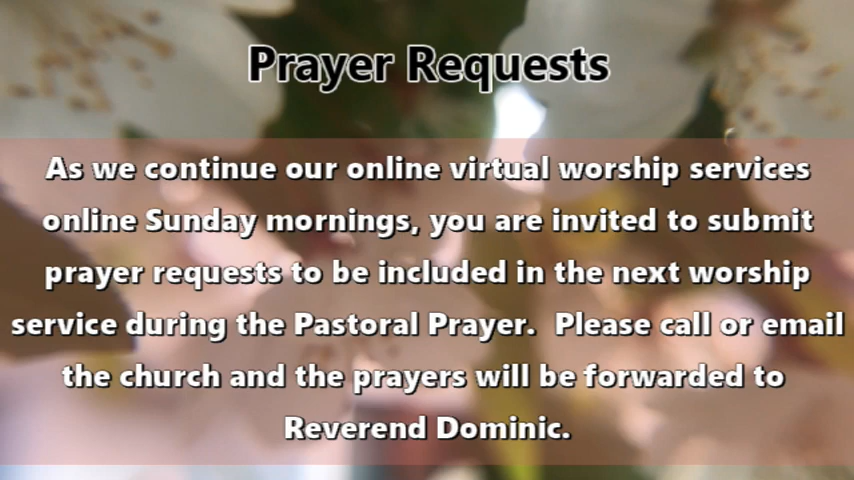 Prayer Requests
As we continue our online virtual worship services
online Sunday mornings, you are invited to submit
prayer requests to be included in the next worship
service during the Pastoral Prayer.  Please call or email
the church and the prayers will be forwarded to
Reverend Dominic.